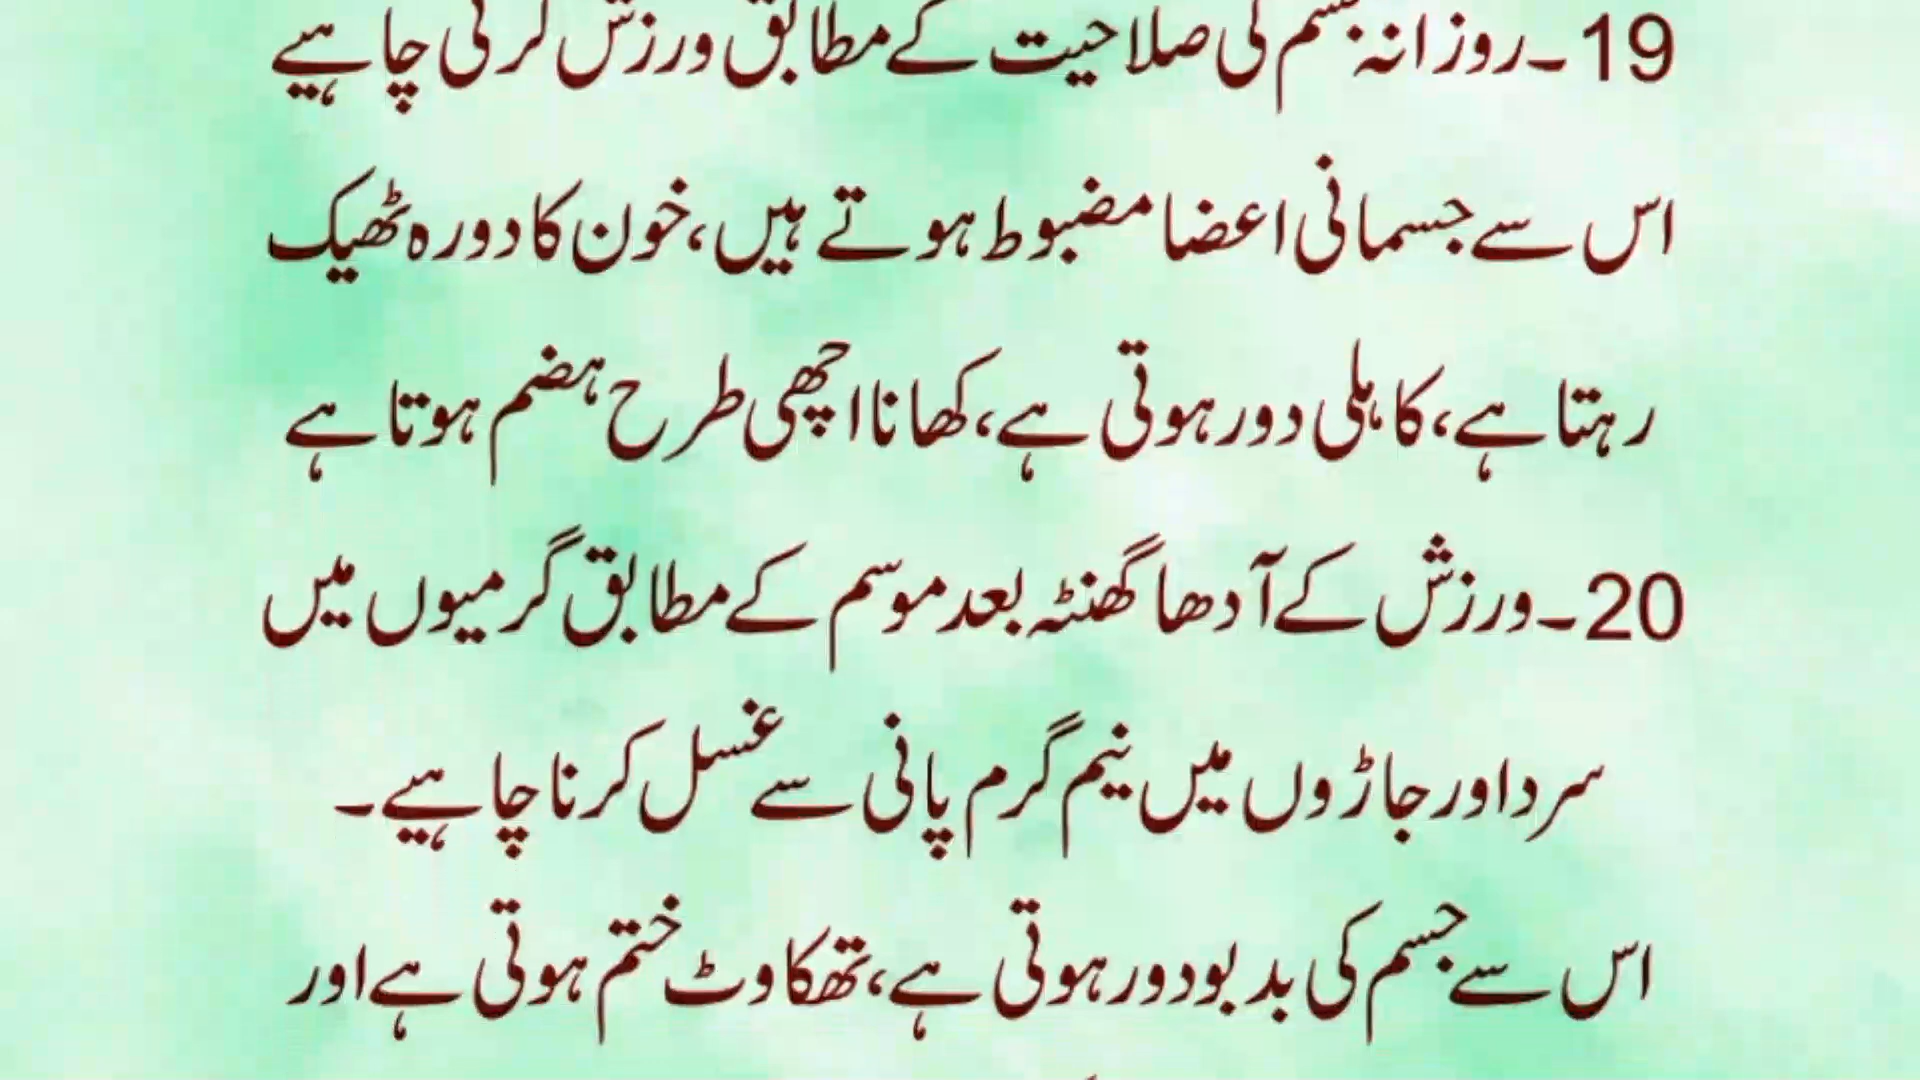 19۔روزانہ جسم کی صلاحیت کے مطابق ورزش کرنی چاہیے
اس سے جسمانی اعضا مضبوط ہوتے ہیں، خون کا دورہ ٹھیک
رہتا ہے، کاہلی دور ہوتی ہے، کھانا اچھی طرح ہضم ہوتا ہے
20۔ورزش کے آدھا گھنٹہ بعد موسم کے مطابق گرمیوں میں
سرد اور جاڑوں میں نیم گرم پانی سے غسل کرنا چاہیے۔
اس سے جسم کی بدبو دور ہوتی ہے، تھکاوٹ ختم ہوتی ہے اور